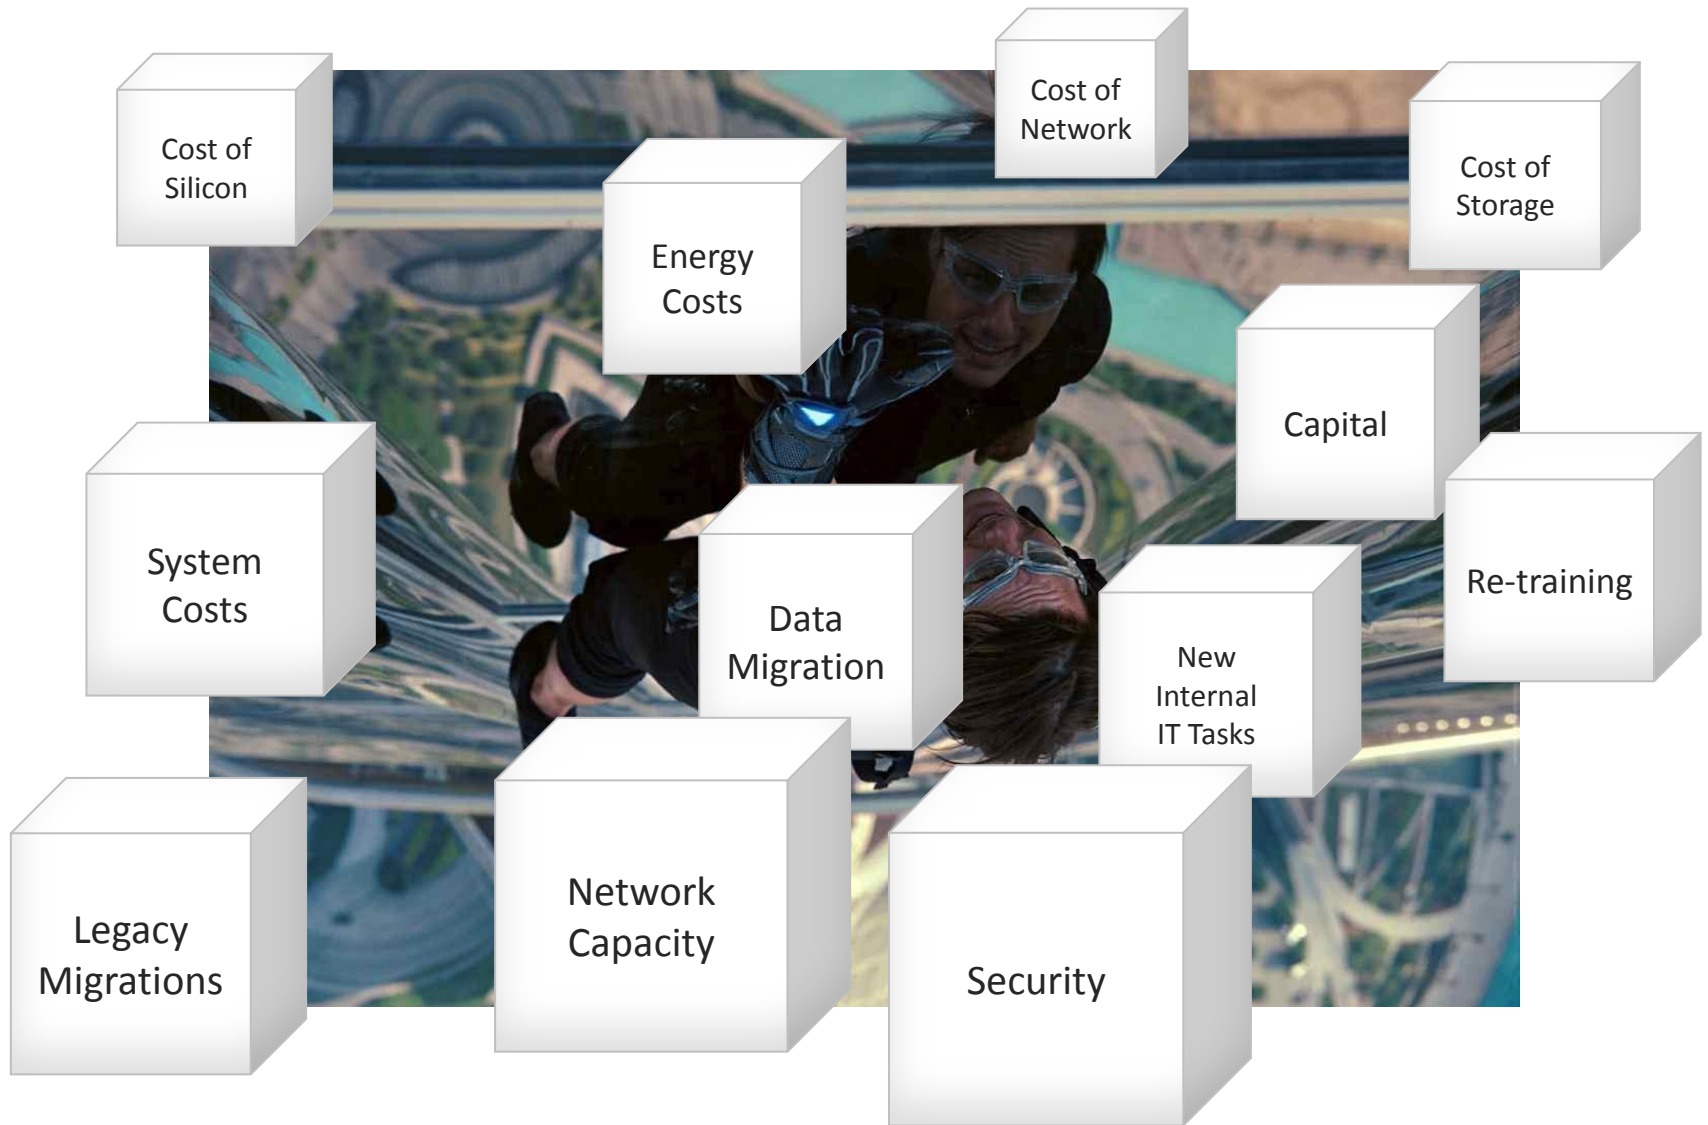 Cost of
Silicon
Cost of
Network
Cost of
Storage
Energy
Costs
Capital
System
Costs
Data
Migration
New
Internal
IT Tasks
Re-training
Legacy
Migrations
Network
Capacity
Security